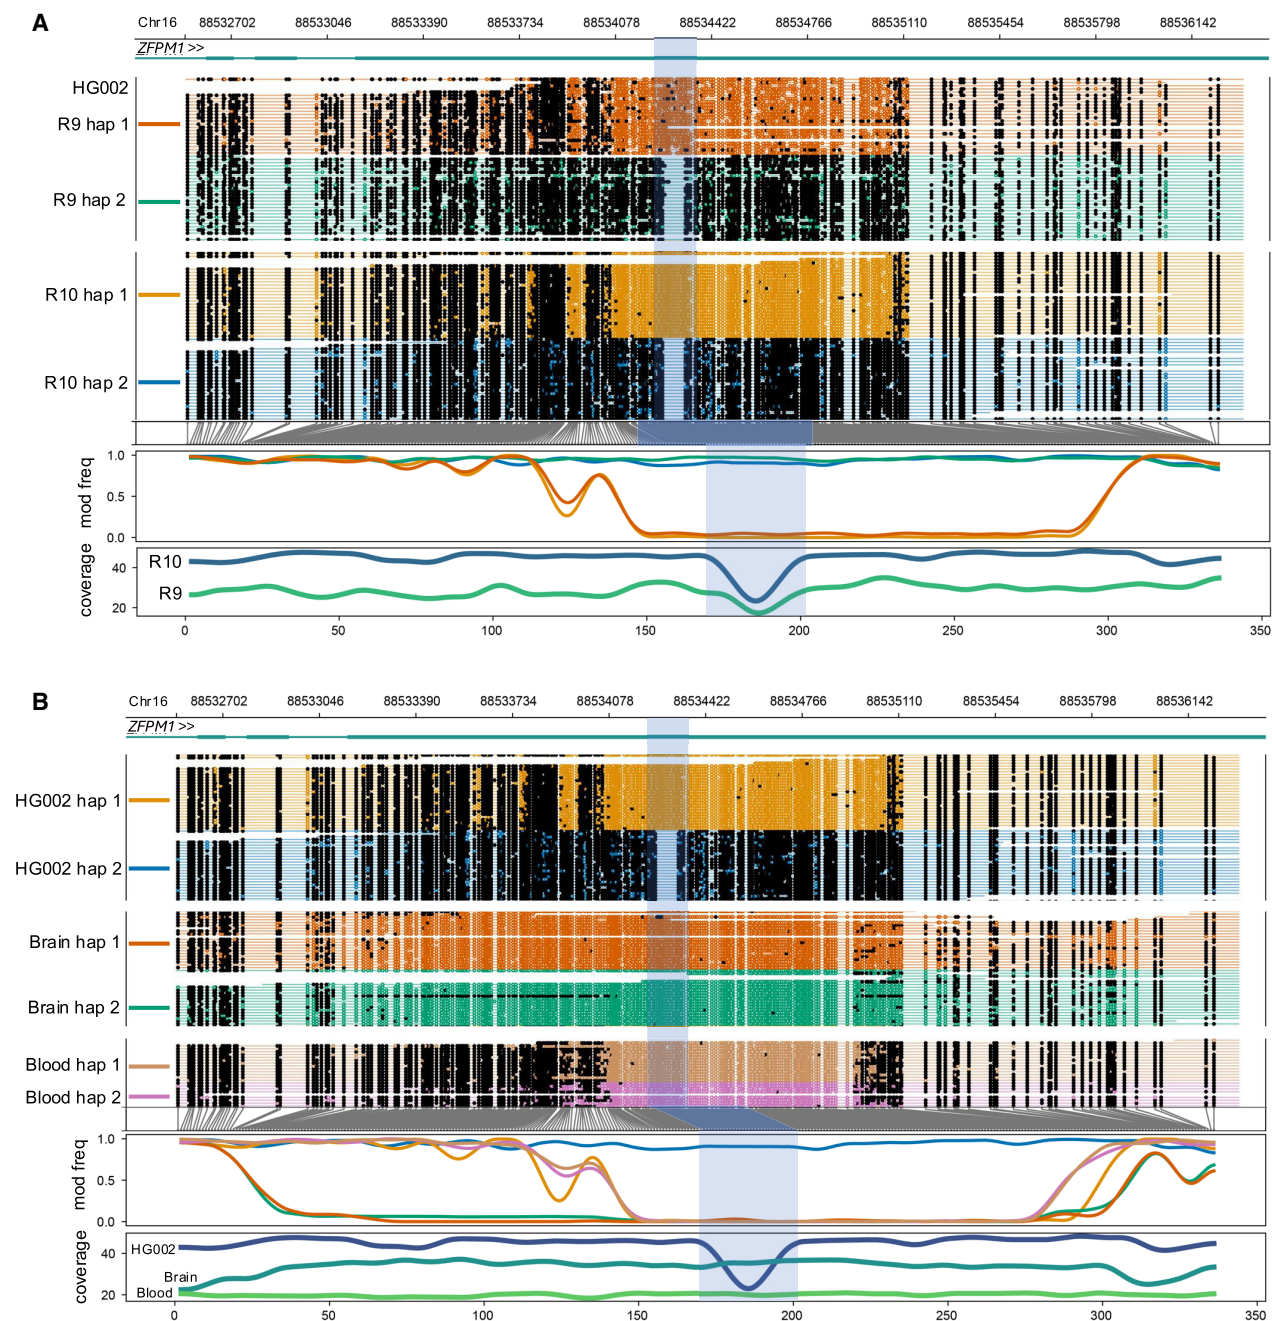 A
Chr16 88532702 88533046 88533390 88533734 88534078 88534422 88534766 88535110 88535454 88535798 88536142
ZFPM1 >>
HG002
R9 hap 1
R9 hap 2
R10 hap 1
R10 hap 2
mod freq
1.0
0.5
0.0
coverage
R10
R9
40
20
0 50 100 150 200 250 300 350
B
Chr16 88532702 88533046 88533390 88533734 88534078 88534422 88534766 88535110 88535454 88535798 88536142
ZFPM1 >>
HG002 hap 1
HG002 hap 2
Brain hap 1
Brain hap 2
Blood hap 1
Blood hap 2
mod freq
1.0
0.5
0.0
coverage
HG002
Brain
Blood
40
20
0 50 100 150 200 250 300 350